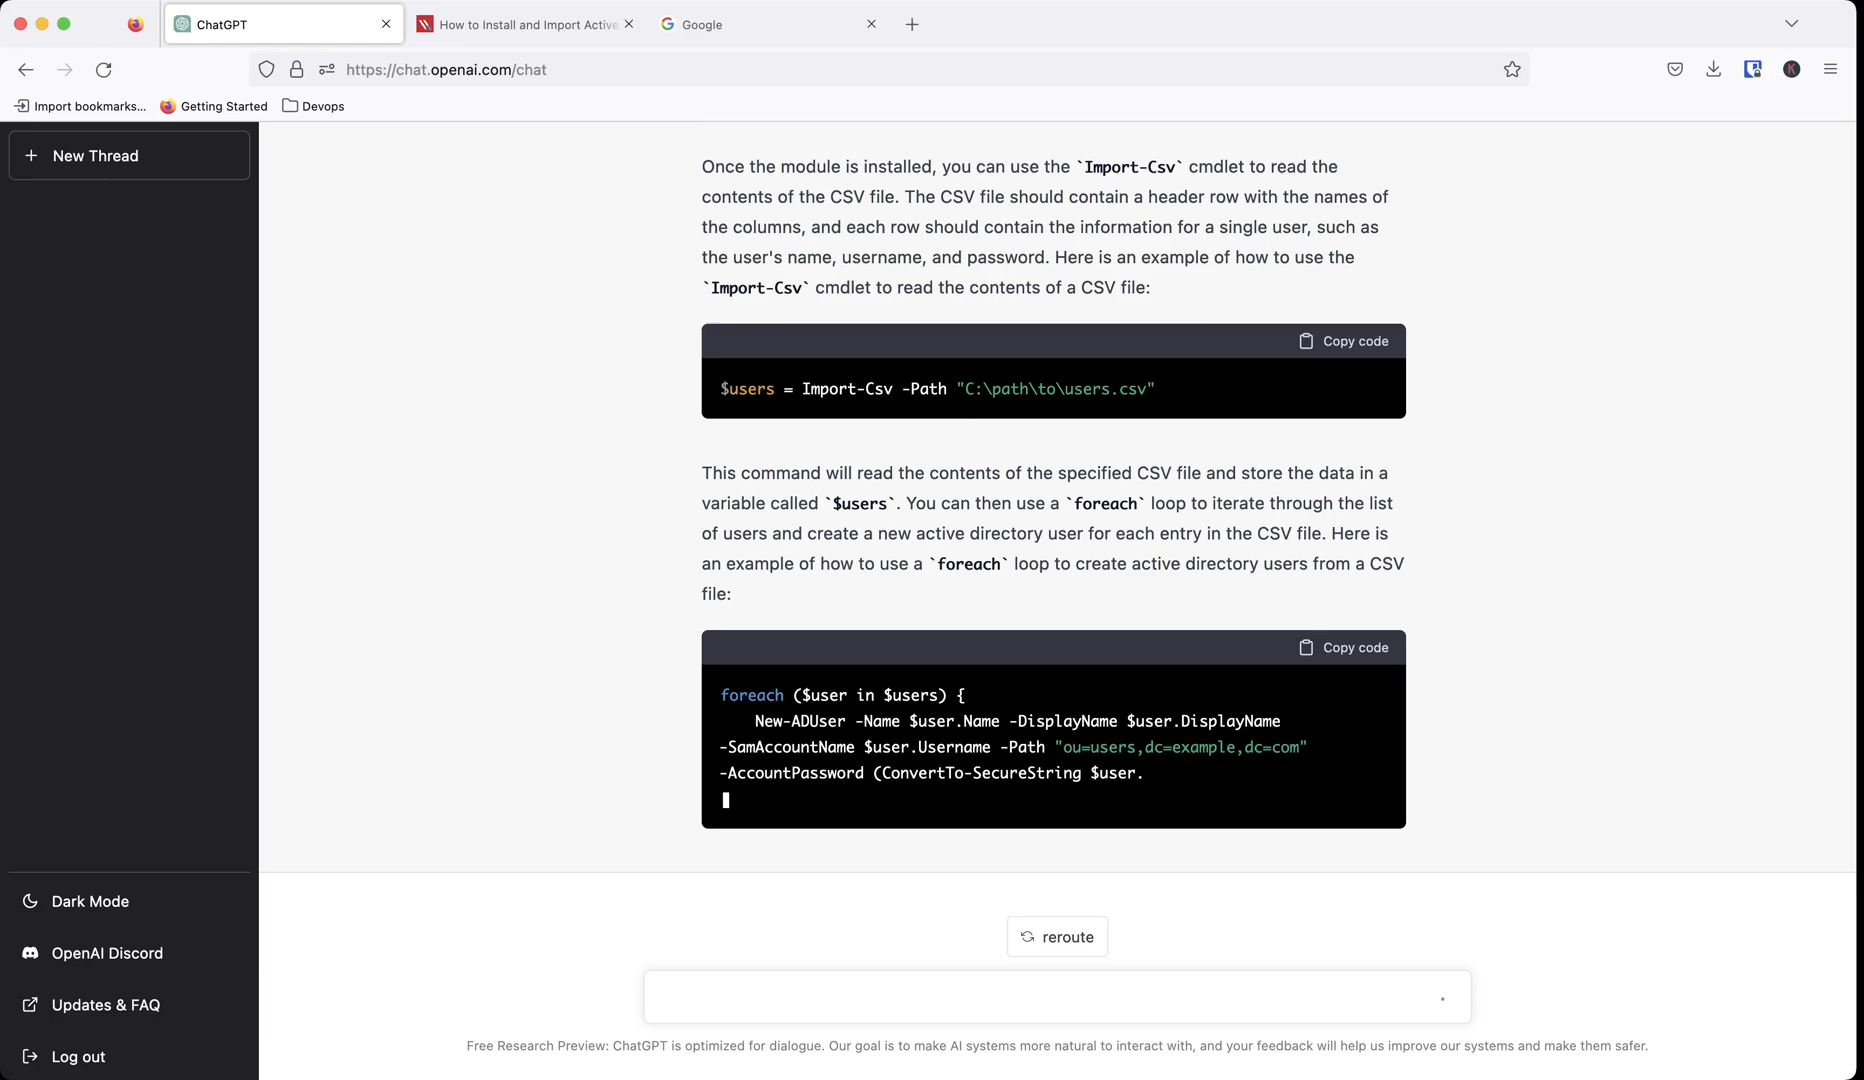 ChatGPT
How to Install and Import Active
Google
https://chat.openai.com/chat
Import bookmarks...
Getting Started
Devops
New Thread
Once the module is installed, you can use the `Import-Csv` cmdlet to read the
contents of the CSV file. The CSV file should contain a header row with the names of
the columns, and each row should contain the information for a single user, such as
the user's name, username, and password. Here is an example of how to use the
`Import-Csv` cmdlet to read the contents of a CSV file:
Copy code
$users = Import-Csv -Path "C:\path\to\users.csv"
This command will read the contents of the specified CSV file and store the data in a
variable called `$users`. You can then use a `foreach` loop to iterate through the list
of users and create a new active directory user for each entry in the CSV file. Here is
an example of how to use a `foreach` loop to create active directory users from a CSV
file:
Copy code
foreach ($user in $users) {
New-ADUser -Name $user.Name -DisplayName $user.DisplayName
-SamAccountName $user.Username -Path "ou=users,dc=example,dc=com"
-AccountPassword (ConvertTo-SecureString $user.
Dark Mode
OpenAI Discord
Updates & FAQ
Log out
reroute
Free Research Preview: ChatGPT is optimized for dialogue. Our goal is to make AI systems more natural to interact with, and your feedback will help us improve our systems and make them safer.